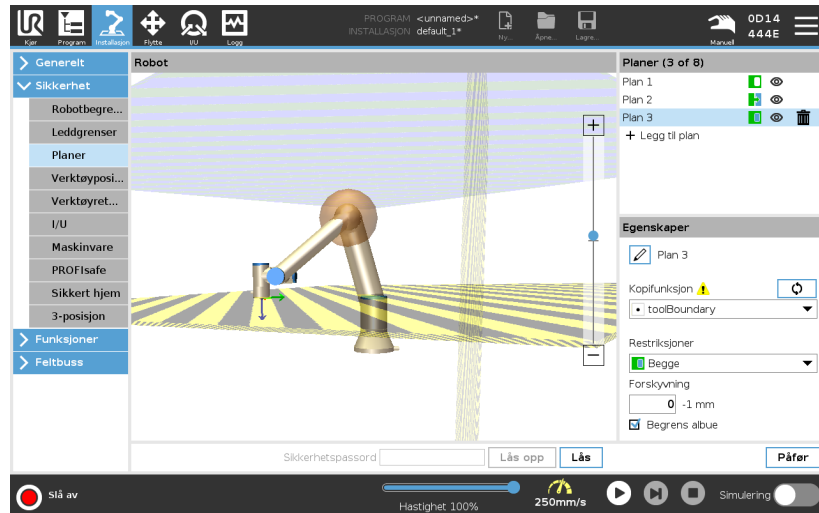 PROGRAM <unnamed>*
INSTALLASJON default_1*
Kjør Program Installasjon Flytte I/U Logg Ny... Åpne... Lagre... Manuell
0D14
444E
Generelt
Sikkerhet
Robotbegre...
Leddgrenser
Planer
Verktøyposi...
Verktøyret...
I/U
Maskinvare
PROFIsafe
Sikkert hjem
3-posisjon
Funksjoner
Feltbuss
Robot
Planer (3 of 8)
Plan 1
Plan 2
Plan 3
+ Legg til plan
Egenskaper
Plan 3
Kopifunksjon
toolBoundary
Restriksjoner
Begge
Forskyvning
0 -1 mm
Begrens albue
Sikkerhetspassord Lås opp Lås Påfør
Slå av
Hastighet 100%
250mm/s
Simulering